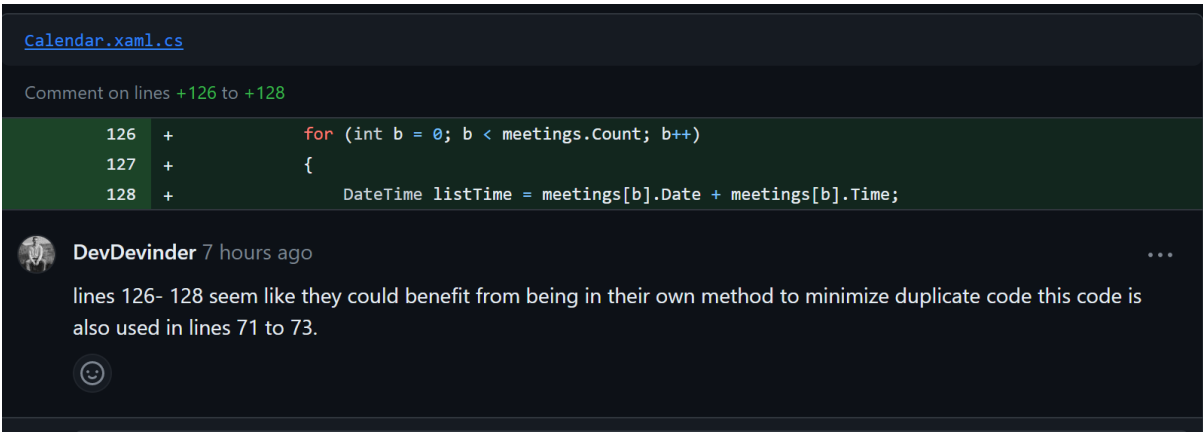 Calendar.xaml.cs
Comment on lines +126 to +128
126 + for (int b = 0; b < meetings.Count; b++)
127 + {
128 + DateTime listTime = meetings[b].Date + meetings[b].Time;
DevDevinder 7 hours ago
lines 126- 128 seem like they could benefit from being in their own method to minimize duplicate code this code is
also used in lines 71 to 73.